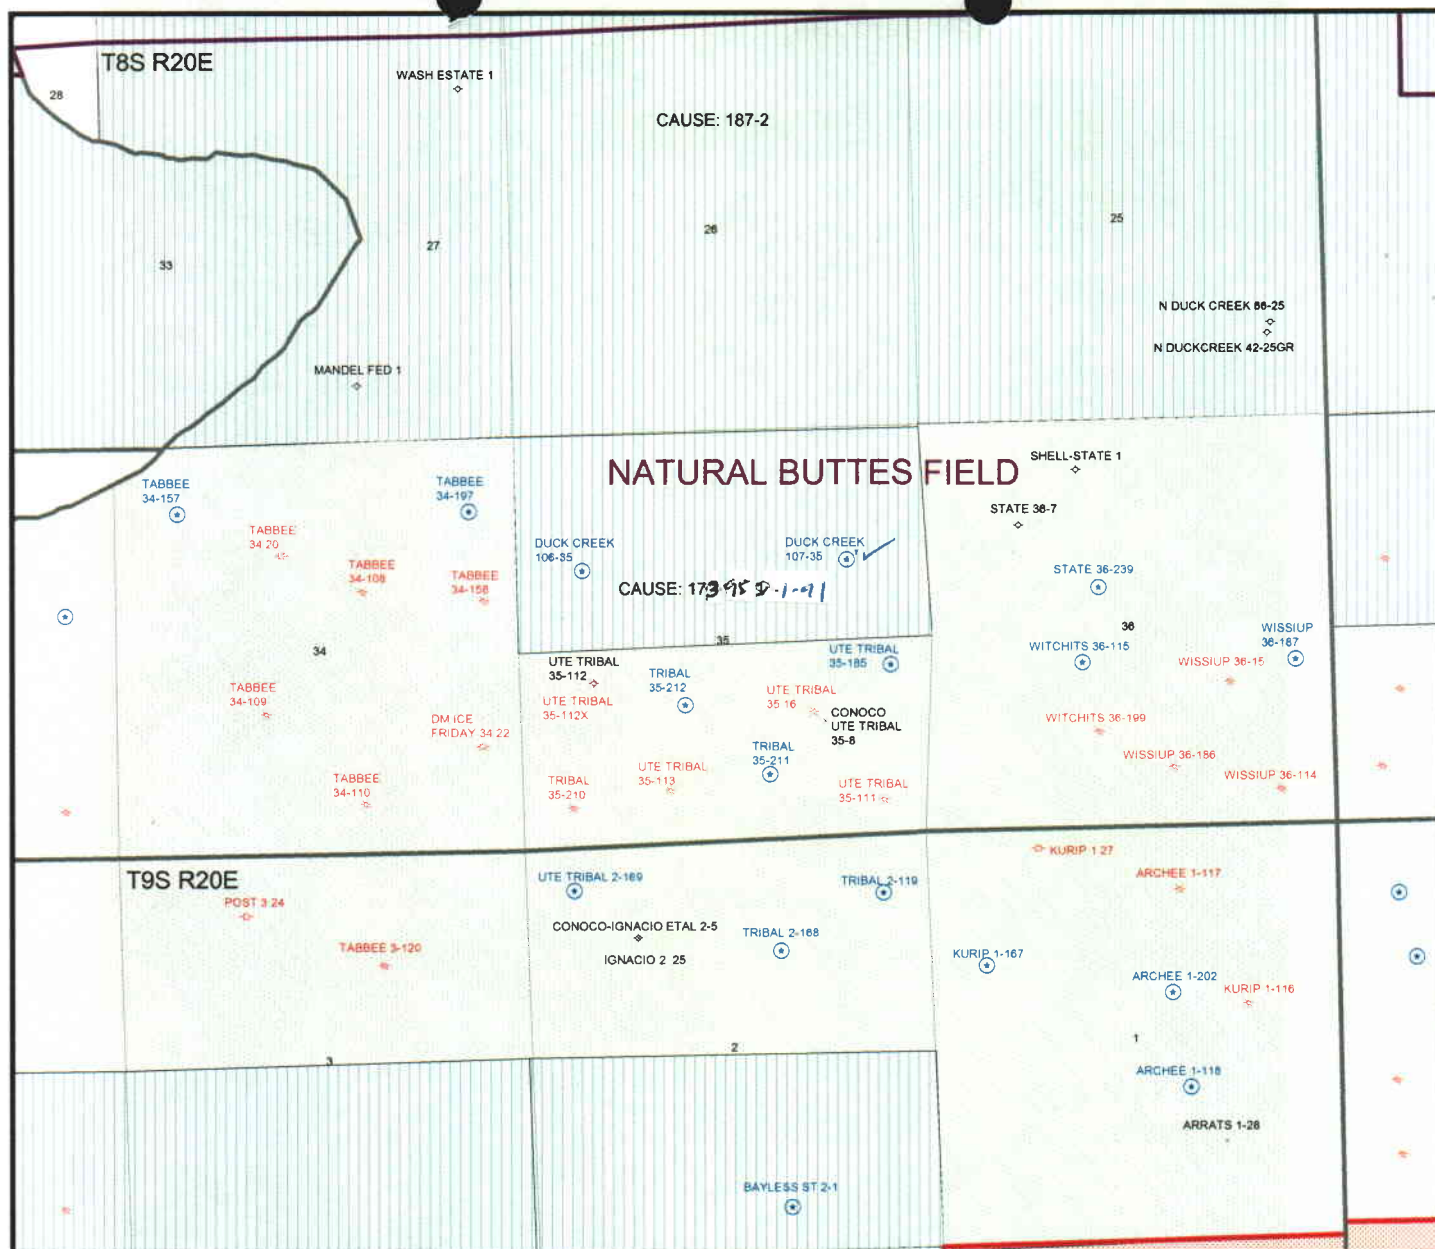 T8S R20E
WASH ESTATE 1
28
CAUSE: 187-2
25
26
27
33
N DUCK CREEK 86-25
N DUCKCREEK 42-25GR
MANDEL FED 1
SHELL-STATE 1
NATURAL BUTTES FIELD
TABBEE
34-157
TABBEE
34-197
STATE 36-7
TABBEE
34 20
DUCK CREEK
106-35
DUCK CREEK
107-35
TABBEE
34-108
TABBEE
34-158
STATE 36-239
CAUSE: 173
36
WISSIUP
36-187
35
34
WITCHITS 36-115
UTE TRIBAL
35-112
TRIBAL
35-212
UTE TRIBAL
35-185
WISSIUP 36-15
TABBEE
34-109
UTE TRIBAL
35-112X
UTE TRIBAL
35 16
CONOCO
UTE TRIBAL
35-8
DM ICE
FRIDAY 34 22
WITCHITS 36-199
TRIBAL
35-211
WISSIUP 36-186
UTE TRIBAL
35-113
WISSIUP 36-114
TABBEE
34-110
TRIBAL
35-210
UTE TRIBAL
35-111
KURIP 1 27
T9S R20E
UTE TRIBAL 2-169
TRIBAL 2-119
ARCHEE 1-117
POST 3 24
CONOCO-IGNACIO ETAL 2-5
TRIBAL 2-168
TABBEE 3-120
IGNACIO 2 25
KURIP 1-167
ARCHEE 1-202
KURIP 1-116
1
2
3
ARCHEE 1-118
ARRATS 1-28
BAYLESS ST 2-1